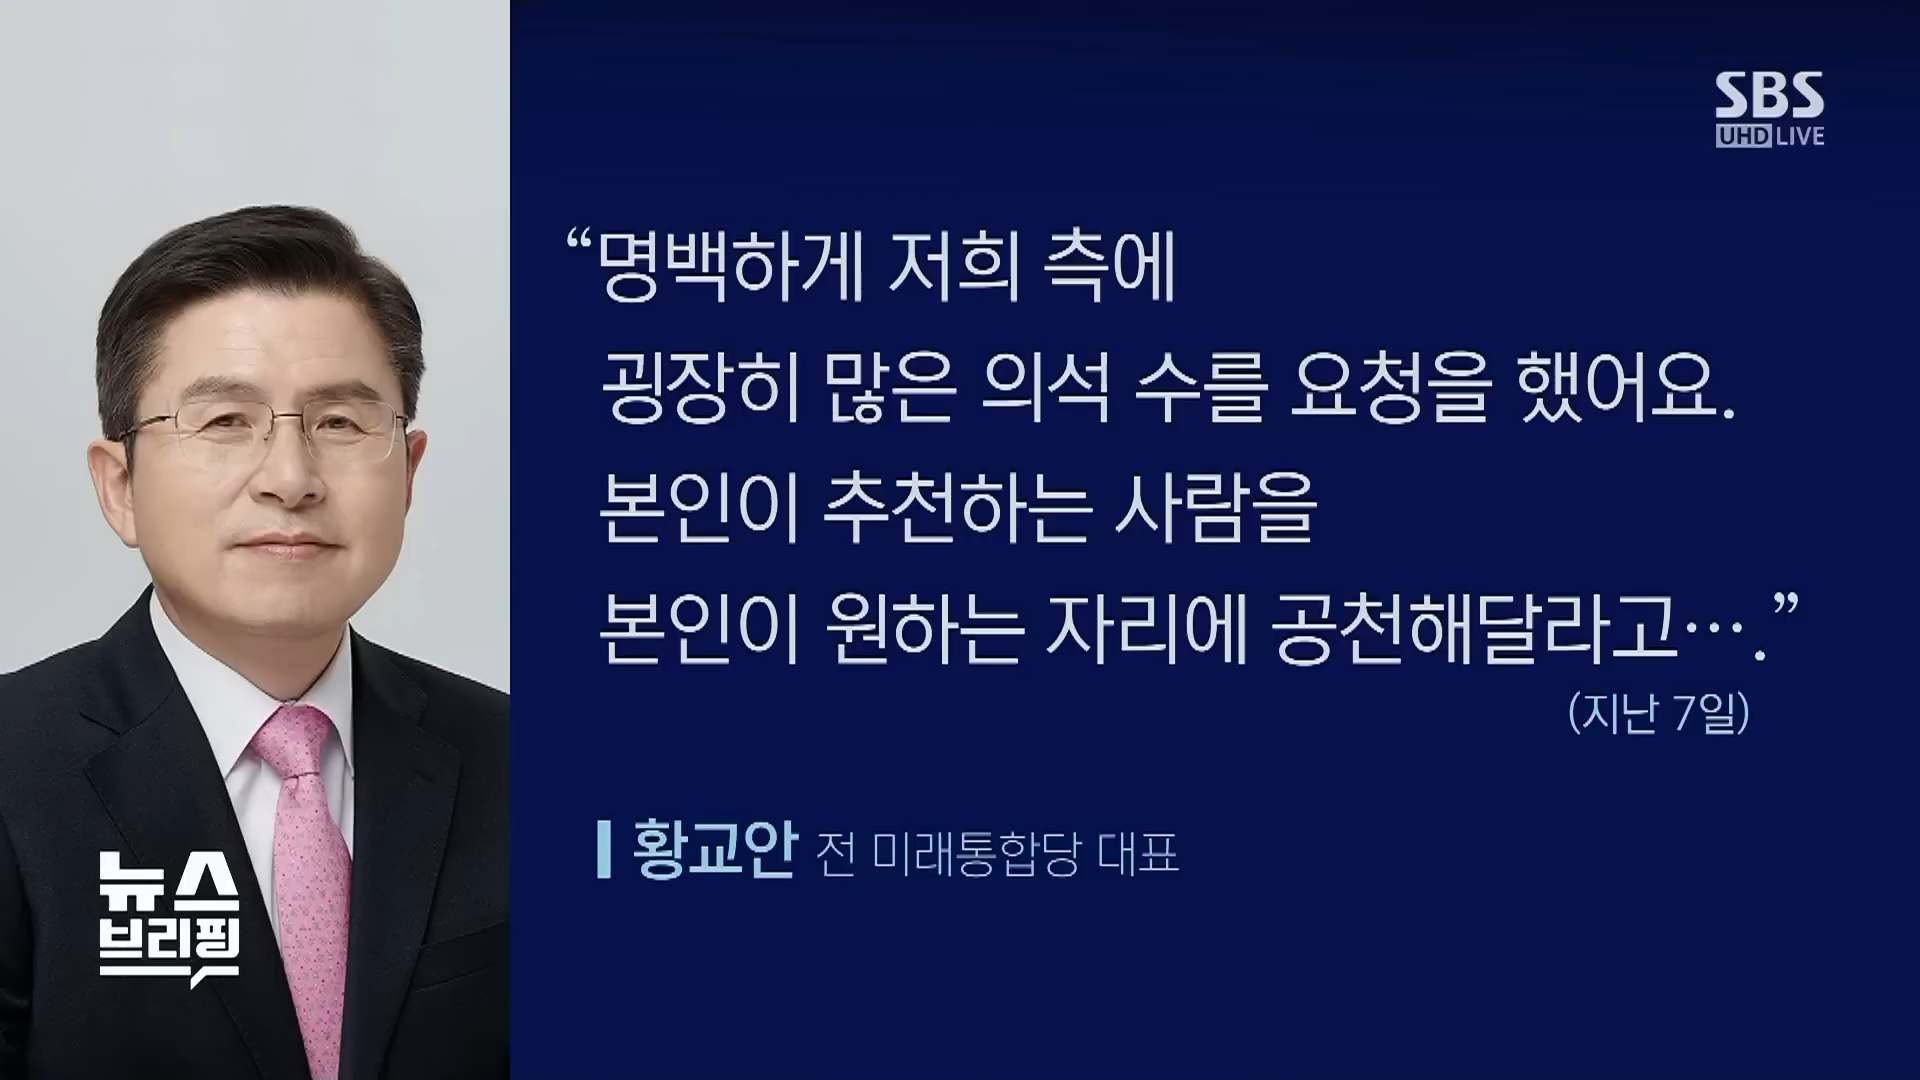 SBS
UHD LIVE
“명백하게 저희 측에
굉장히 많은 의석 수를 요청을 했어요.
본인이 추천하는 사람을
본인이 원하는 자리에 공천해달라고….”
(지난 7일)
황교안 전 미래통합당 대표
뉴스
브리핑